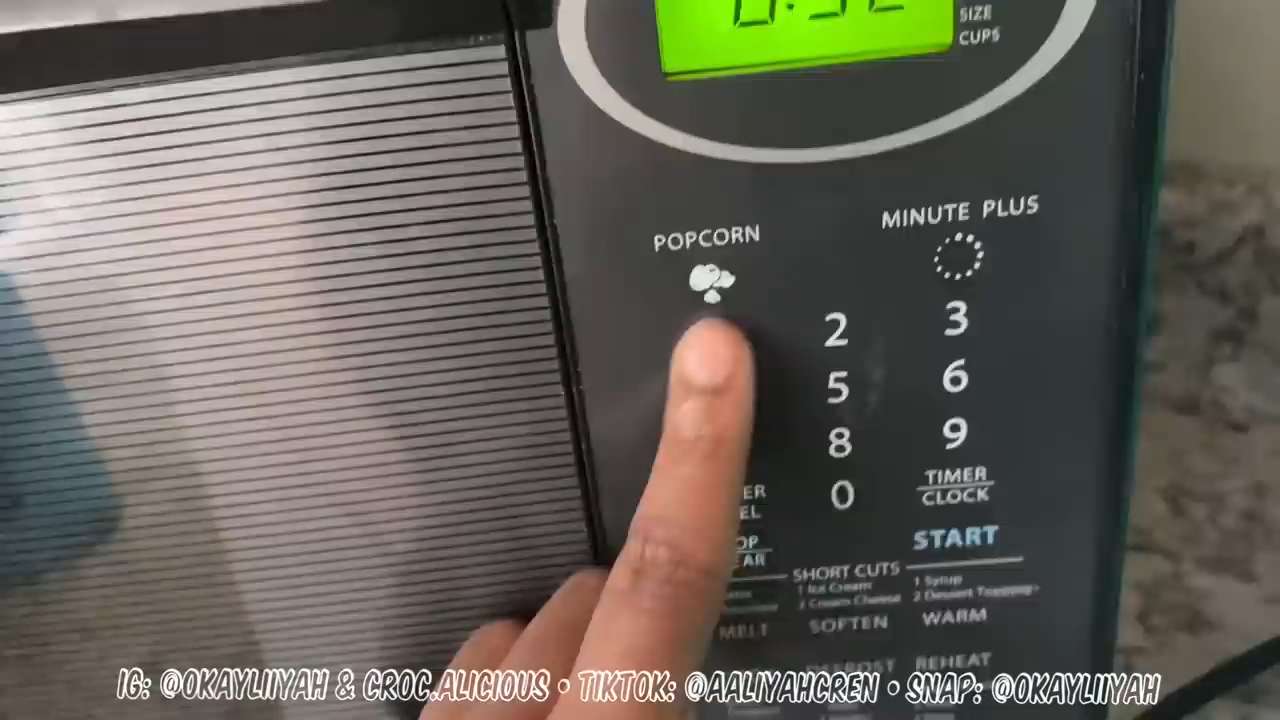 SIZE
CUPS
POPCORN
MINUTE PLUS
2
3
5
6
8
9
0
TIMER
CLOCK
START
SHORT CUTS
1 Ice Cream
2 Cream Cheese
1 Syrup
2 Dessert Topping
MELT
SOFTEN
WARM
DEFROST
REHEAT
IG: @OKAYLIIYAH & CROC.ALICIOUS • TIKTOK: @AALIYAHCREN • SNAP: @OKAYLIIYAH